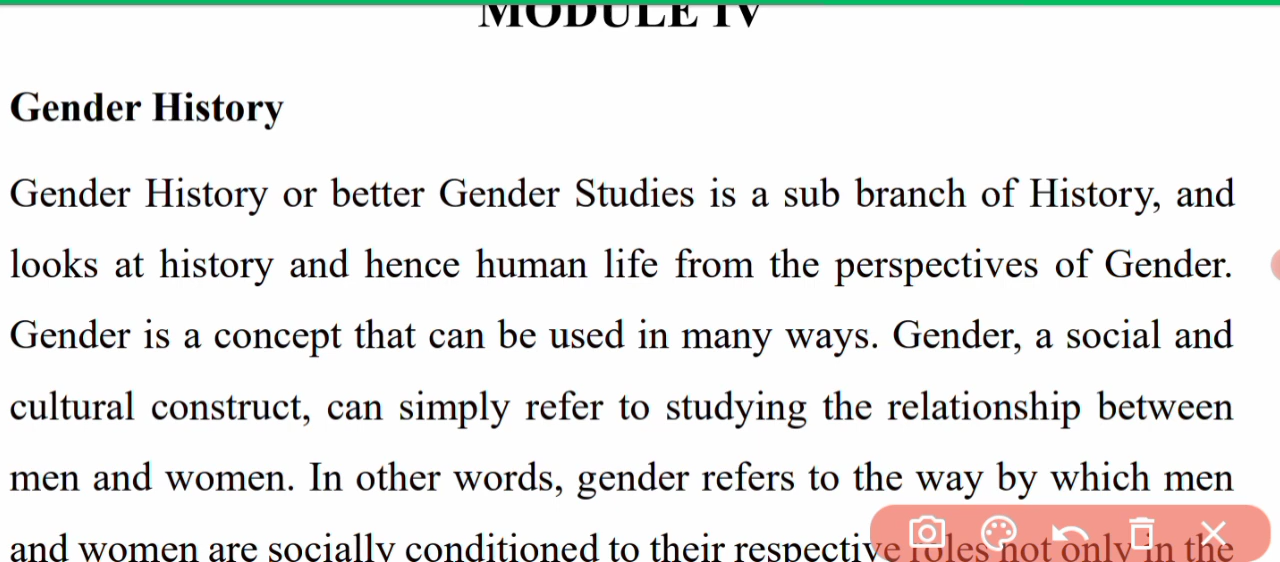 MODULE IV
Gender History
Gender History or better Gender Studies is a sub branch of History, and
looks at history and hence human life from the perspectives of Gender.
Gender is a concept that can be used in many ways. Gender, a social and
cultural construct, can simply refer to studying the relationship between
men and women. In other words, gender refers to the way by which men
and women are socially conditioned to their respective roles not only in the